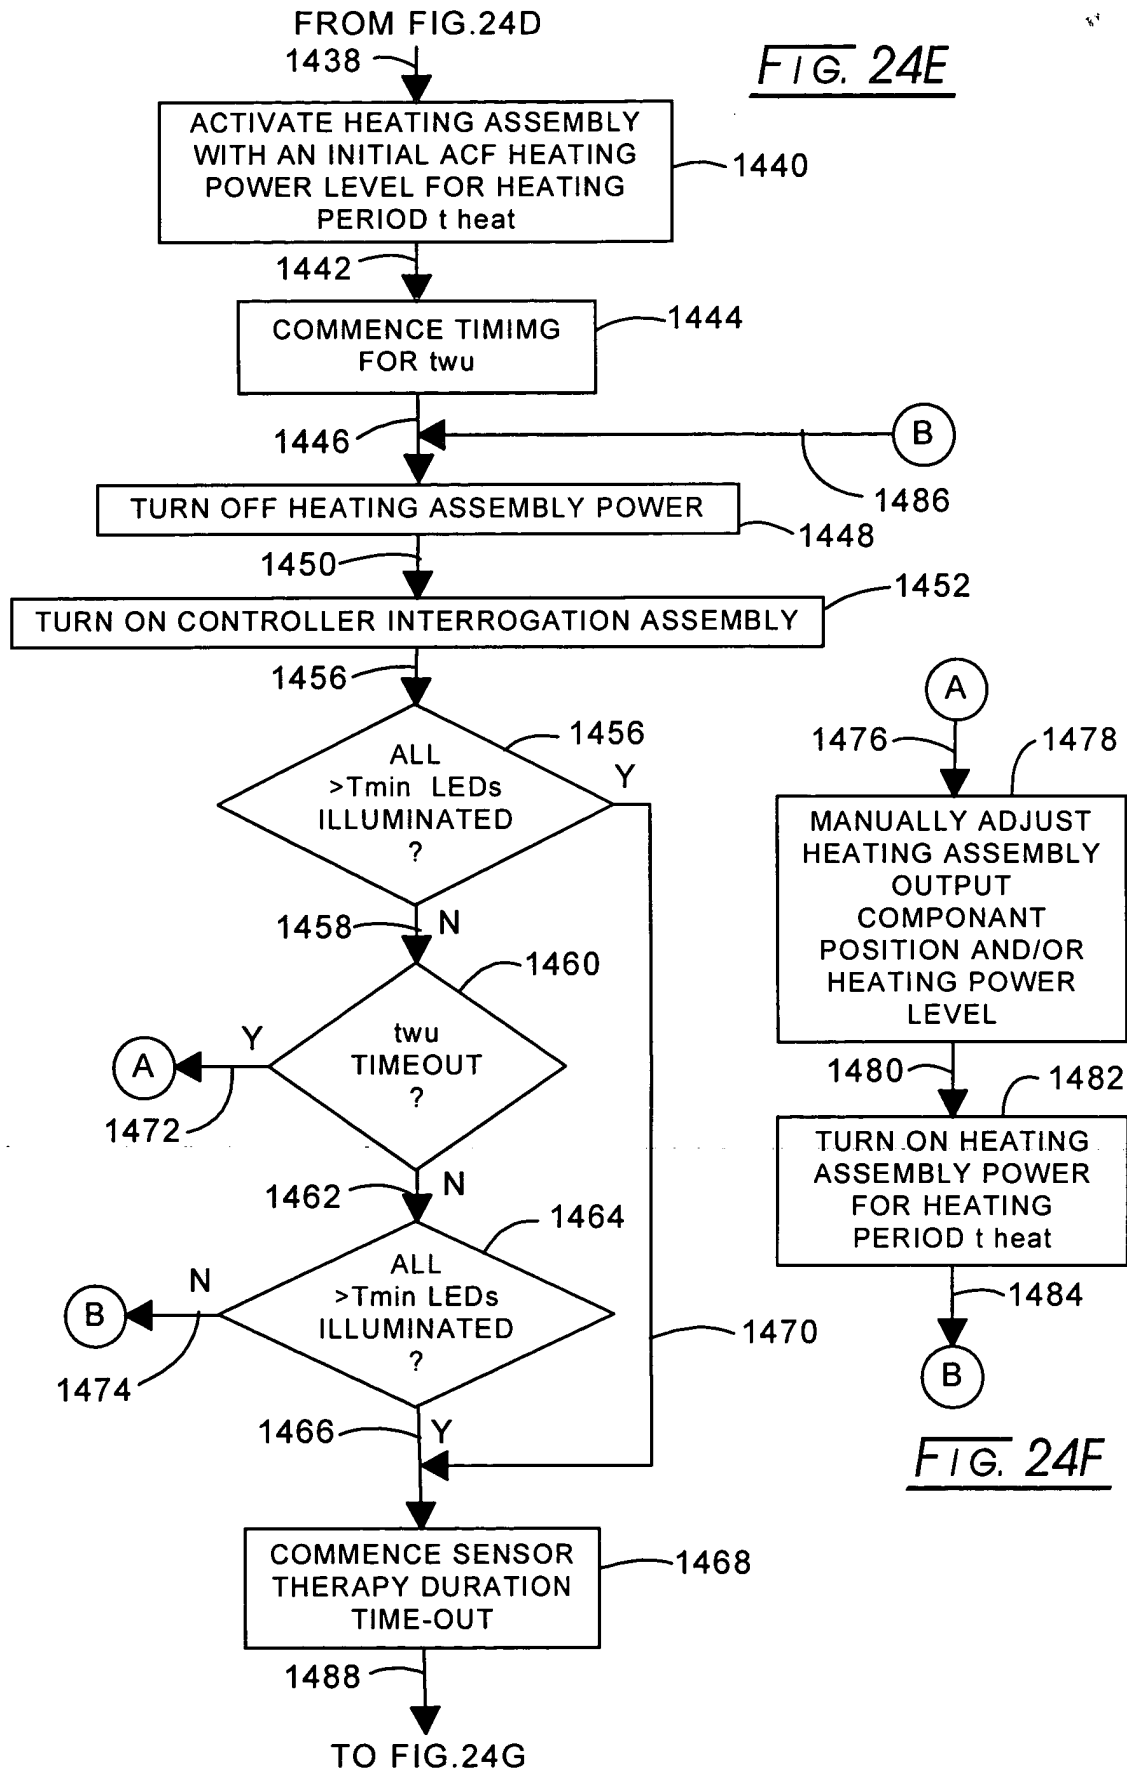 FROM FIG.24D
FIG. 24E
1438
ACTIVATE HEATING ASSEMBLY
WITH AN INITIAL ACF HEATING
POWER LEVEL FOR HEATING
PERIOD t heat
1440
1442
COMMENCE TIMIMG
FOR twu
1444
1446
B
1486
TURN OFF HEATING ASSEMBLY POWER
1448
1450
1452
TURN ON CONTROLLER INTERROGATION ASSEMBLY
1456
ALL
>Tmin LEDs
ILLUMINATED
?
1456
Y
1458
N
1460
twu
TIMEOUT
?
Y
A
1472
1462
N
1464
ALL
>Tmin LEDs
ILLUMINATED
?
N
B
1474
1470
1466
Y
COMMENCE SENSOR
THERAPY DURATION
TIME-OUT
1468
1488
TO FIG.24G
A
1476
1478
MANUALLY ADJUST
HEATING ASSEMBLY
OUTPUT
COMPONANT
POSITION AND/OR
HEATING POWER
LEVEL
1480
1482
TURN ON HEATING
ASSEMBLY POWER
FOR HEATING
PERIOD t heat
1484
B
FIG. 24F